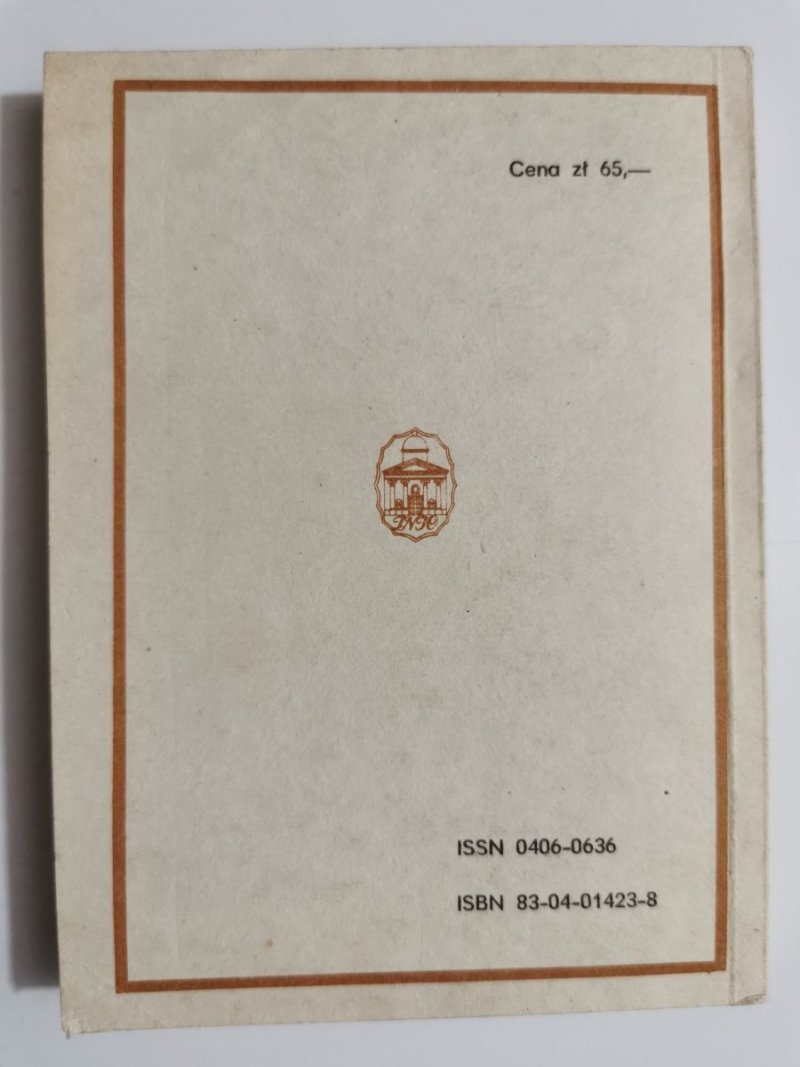 Cena zł 65,—
ISSN 0406-0636
ISBN 83-04-01423-8